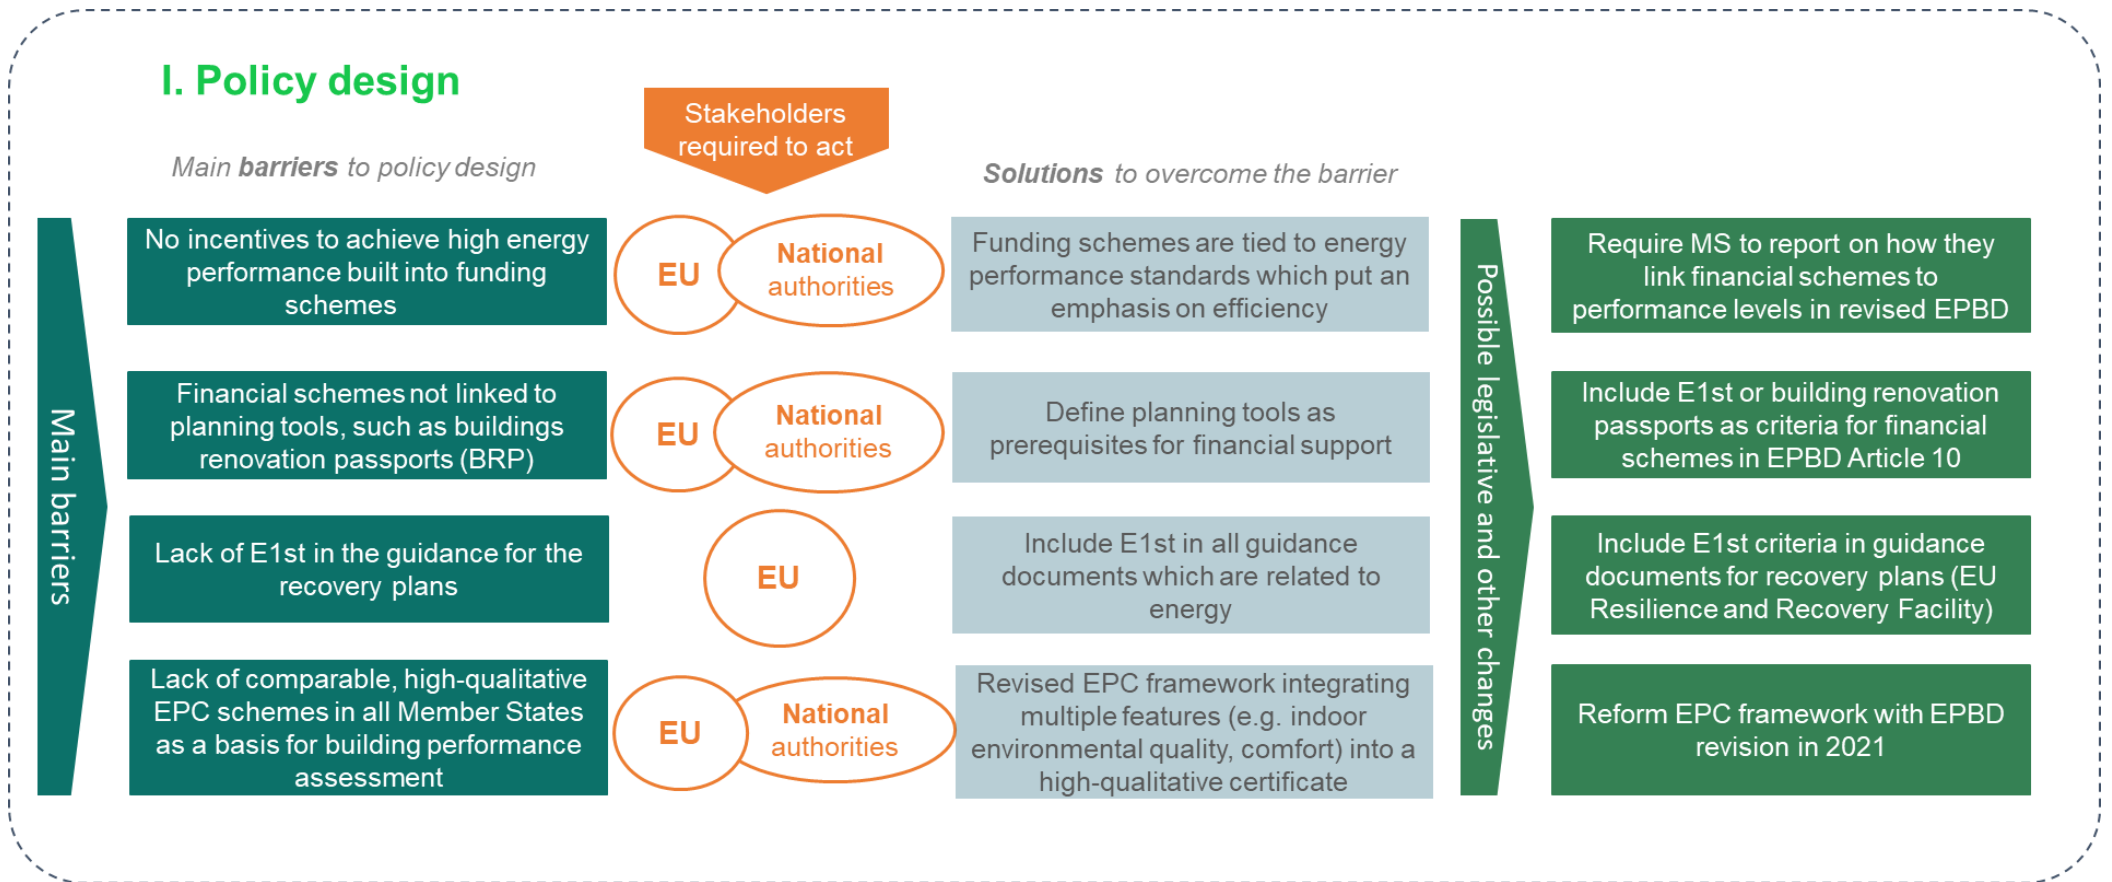 I. Policy design
Stakeholders
required to act
Main barriers to policy design
Solutions to overcome the barrier
Main barriers
No incentives to achieve high energy
performance built into funding
schemes
EU
National
authorities
Funding schemes are tied to energy
performance standards which put an
emphasis on efficiency
Possible legislative and other changes
Require MS to report on how they
link financial schemes to
performance levels in revised EPBD
Financial schemes not linked to
planning tools, such as buildings
renovation passports (BRP)
EU
National
authorities
Define planning tools as
prerequisites for financial support
Include E1st or building renovation
passports as criteria for financial
schemes in EPBD Article 10
Lack of E1st in the guidance for the
recovery plans
EU
Include E1st in all guidance
documents which are related to
energy
Include E1st criteria in guidance
documents for recovery plans (EU
Resilience and Recovery Facility)
Lack of comparable, high-qualitative
EPC schemes in all Member States
as a basis for building performance
assessment
EU
National
authorities
Revised EPC framework integrating
multiple features (e.g. indoor
environmental quality, comfort) into a
high-qualitative certificate
Reform EPC framework with EPBD
revision in 2021